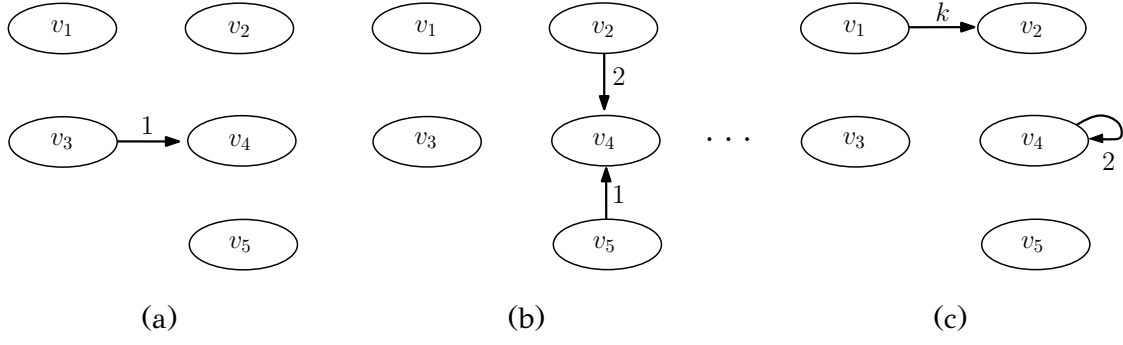 v1 v2 v1 v2 v1 k v2
2
v3 1 v4 v3 v4 . . . v3 v4
1 2
v5 v5 v5
(a) (b) (c)